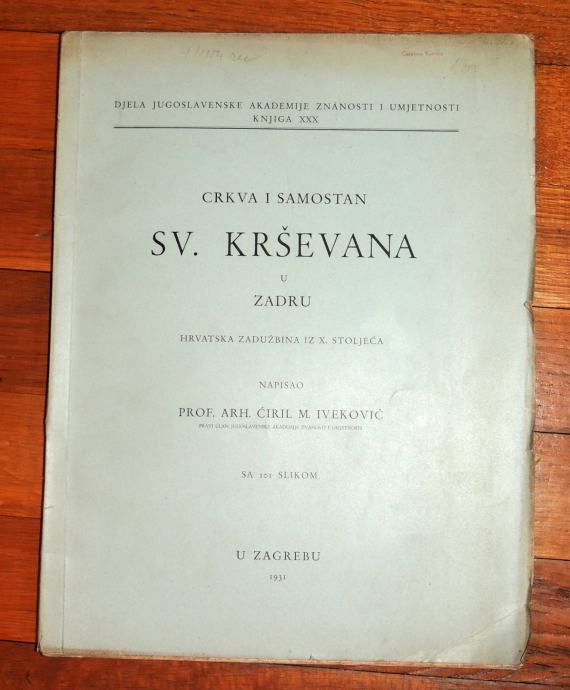 DJELA JUGOSLAVENSKE AKADEMIJE ZNANOSTI I UMJETNOSTI
KNJIGA XXX
CRKVA I SAMOSTAN
SV. KRŠEVANA
U
ZADRU
HRVATSKA ZADUŽBINA IZ X. STOLJEĆA
NAPISAO
PROF. ARH. ĆIRIL M. IVEKOVIĆ
PRAVI ČLAN JUGOSLAVENSKE AKADEMIJE ZNANOSTI I UMJETNOSTI
SA 101 SLIKOM
U ZAGREBU
1931